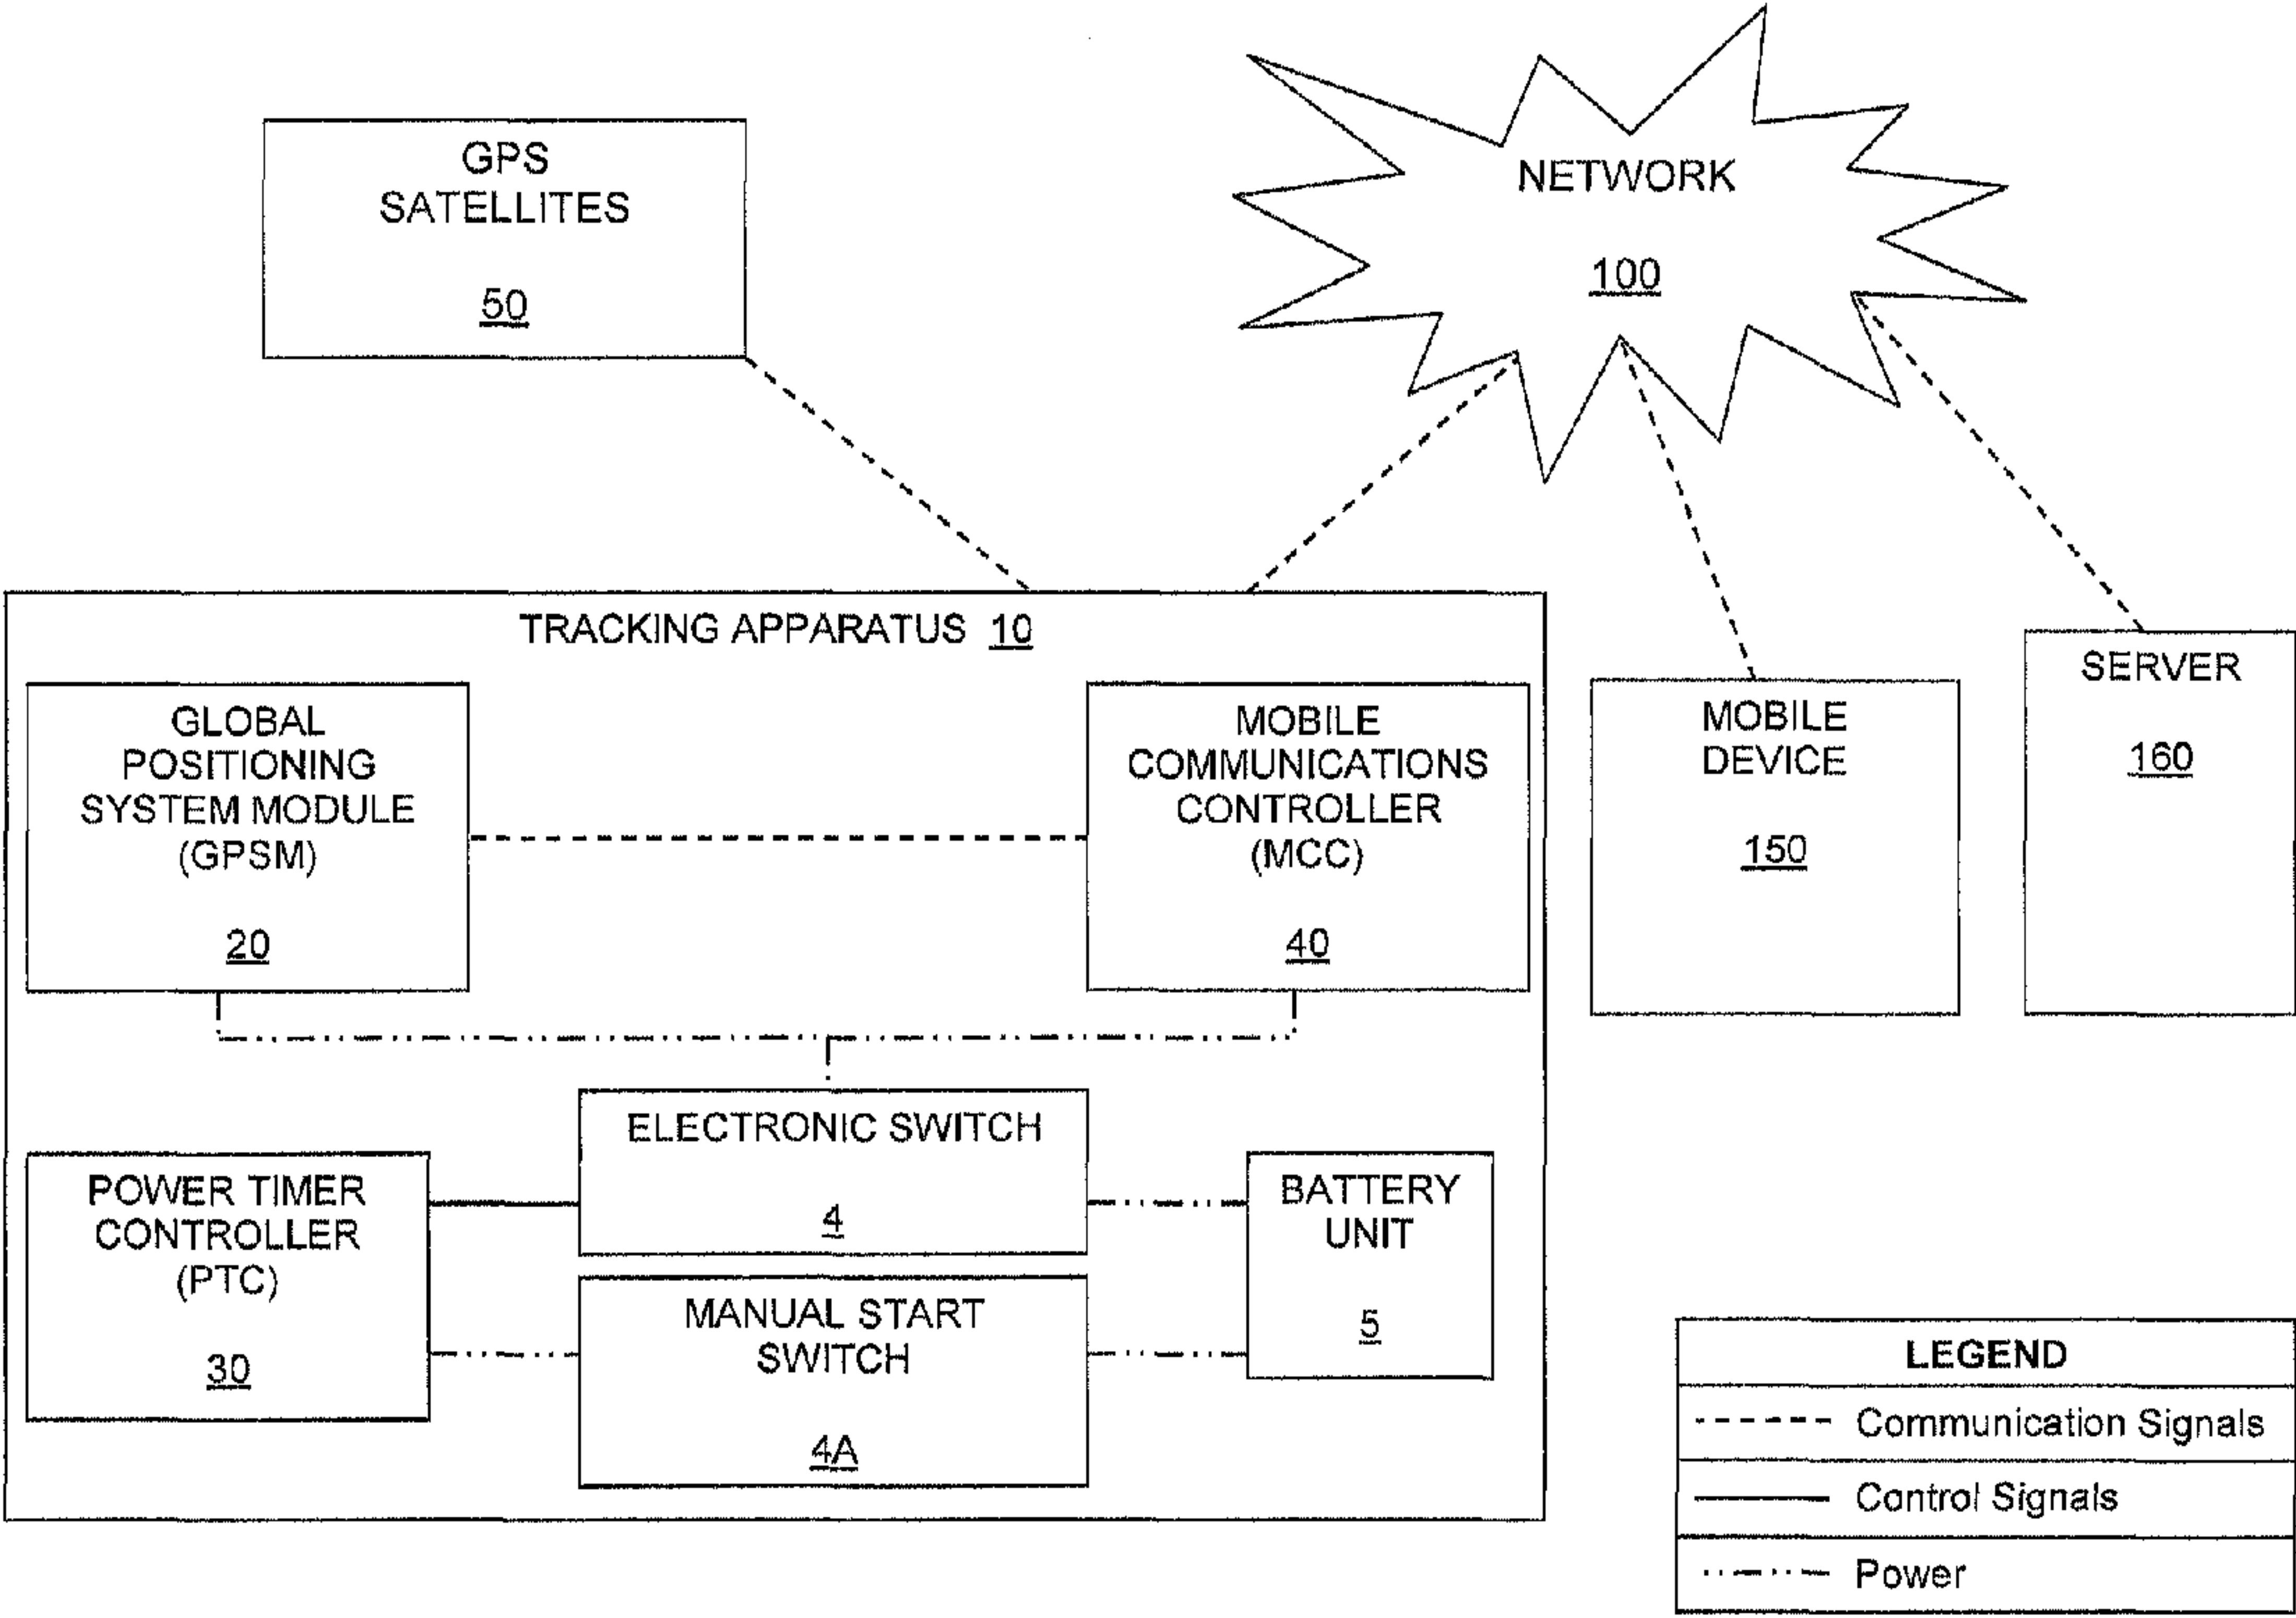 GPS
SATELLITES
50
NETWORK
100
TRACKING APPARATUS 10
GLOBAL
POSITIONING
SYSTEM MODULE
(GPSM)
20
MOBILE
COMMUNICATIONS
CONTROLLER
(MCC)
40
MOBILE
DEVICE
150
SERVER
160
ELECTRONIC SWITCH
4
POWER TIMER
CONTROLLER
(PTC)
30
MANUAL START
SWITCH
4A
BATTERY
UNIT
5
LEGEND
Communication Signals
Control Signals
Power